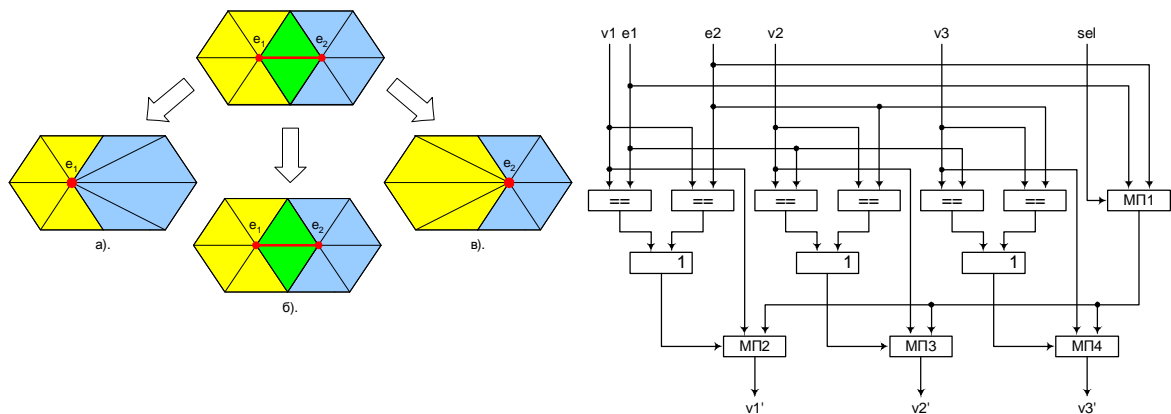 e1 e2
e1
а).
e1 e2
б).
e2
в).
v1 e1 e2 v2 v3 sel
== == == == == == МП1
1 1 1
МП2 МП3 МП4
v1' v2' v3'